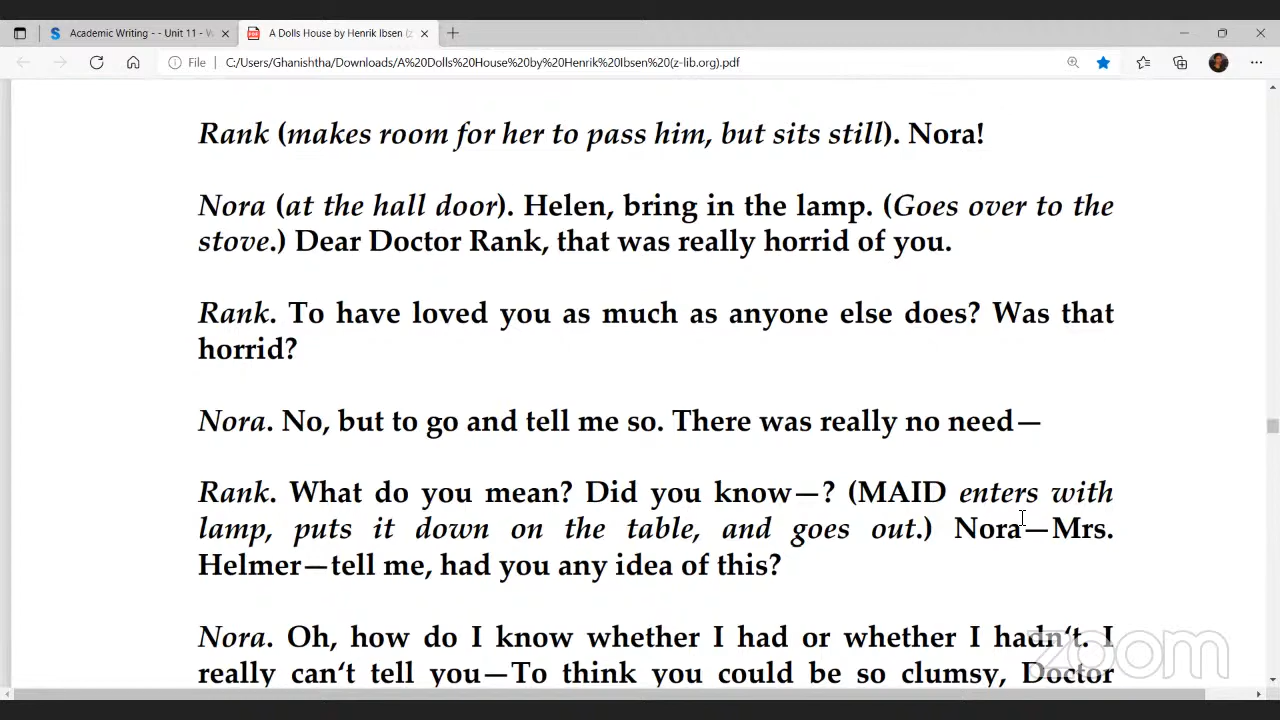 Academic Writing - - Unit 11 - W
A Dolls House by Henrik Ibsen (z
File
C:/Users/Ghanishtha/Downloads/A%20Dolls%20House%20by%20Henrik%20Ibsen%20(z-lib.org).pdf
Rank (makes room for her to pass him, but sits still). Nora!
Nora (at the hall door). Helen, bring in the lamp. (Goes over to the
stove.) Dear Doctor Rank, that was really horrid of you.
Rank. To have loved you as much as anyone else does? Was that
horrid?
Nora. No, but to go and tell me so. There was really no need—
Rank. What do you mean? Did you know—? (MAID enters with
lamp, puts it down on the table, and goes out.) Nora—Mrs.
Helmer—tell me, had you any idea of this?
Nora. Oh, how do I know whether I had or whether I hadn‘t. I
really can‘t tell you—To think you could be so clumsy, Doctor
zoom